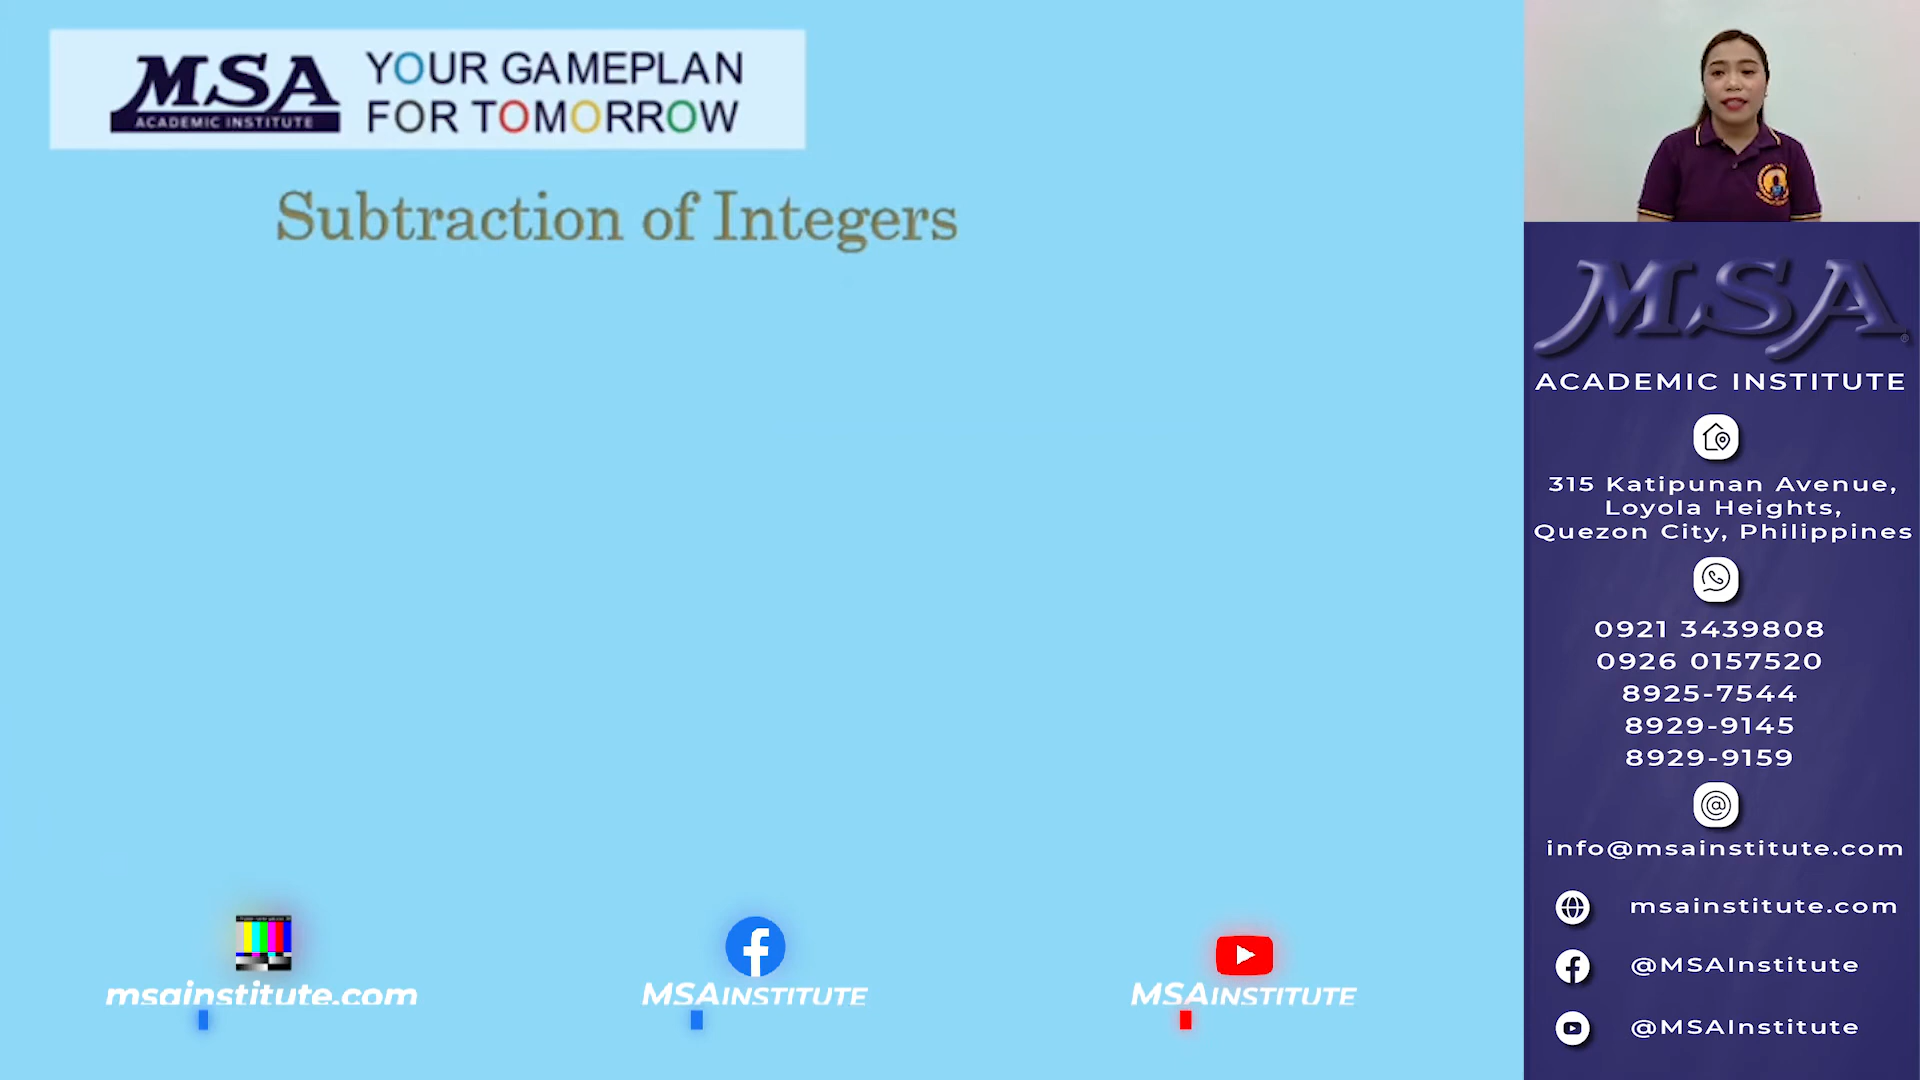 MSA
ACADEMIC INSTITUTE
YOUR GAMEPLAN
FOR TOMORROW
Subtraction of Integers
msainstitute.com
MSAINSTITUTE
MSAINSTITUTE
MSA
ACADEMIC INSTITUTE
315 Katipunan Avenue,
Loyola Heights,
Quezon City, Philippines
0921 3439808
0926 0157520
8925-7544
8929-9145
8929-9159
info@msainstitute.com
msainstitute.com
@MSAInstitute
@MSAInstitute